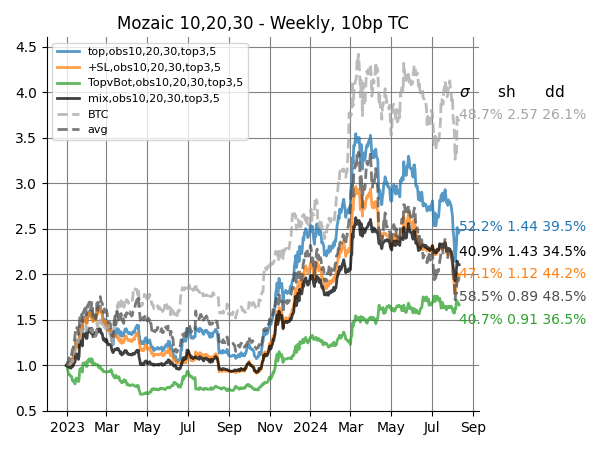 Mozaic 10,20,30 - Weekly, 10bp TC
4.5
4.0
3.5
3.0
2.5
2.0
1.5
1.0
0.5
top,obs10,20,30,top3,5
+SL,obs10,20,30,top3,5
TopvBot,obs10,20,30,top3,5
mix,obs10,20,30,top3,5
BTC
avg
σ sh dd
48.7% 2.57 26.1%
52.2% 1.44 39.5%
40.9% 1.43 34.5%
47.1% 1.12 44.2%
58.5% 0.89 48.5%
40.7% 0.91 36.5%
2023 Mar May Jul Sep Nov 2024 Mar May Jul Sep